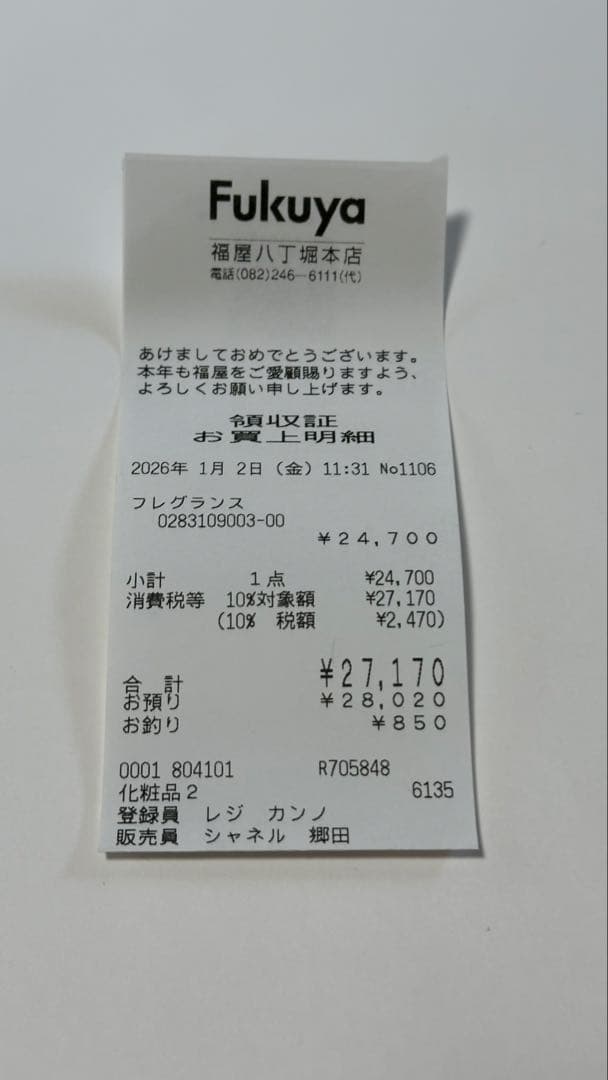 Fukuya
福屋八丁堀本店
電話(082)246-6111(代)
あけましておめでとうございます。
本年も福屋をご愛顧賜りますよう、
よろしくお願い申し上げます。
領収証
お買上明細
2026年 1月 2日(金)11:31 No1106
フレグランス
0283109003-00
¥24,700
小計 1点 ¥24,700
消費税等 10%対象額 ¥27,170
(10% 税額 ¥2,470)
合計 ¥27,170
お預り ¥28,020
お釣り ¥850
0001 804101 R705848
化粧品2 6135
登録員 レジ カンノ
販売員 シャネル 郷田